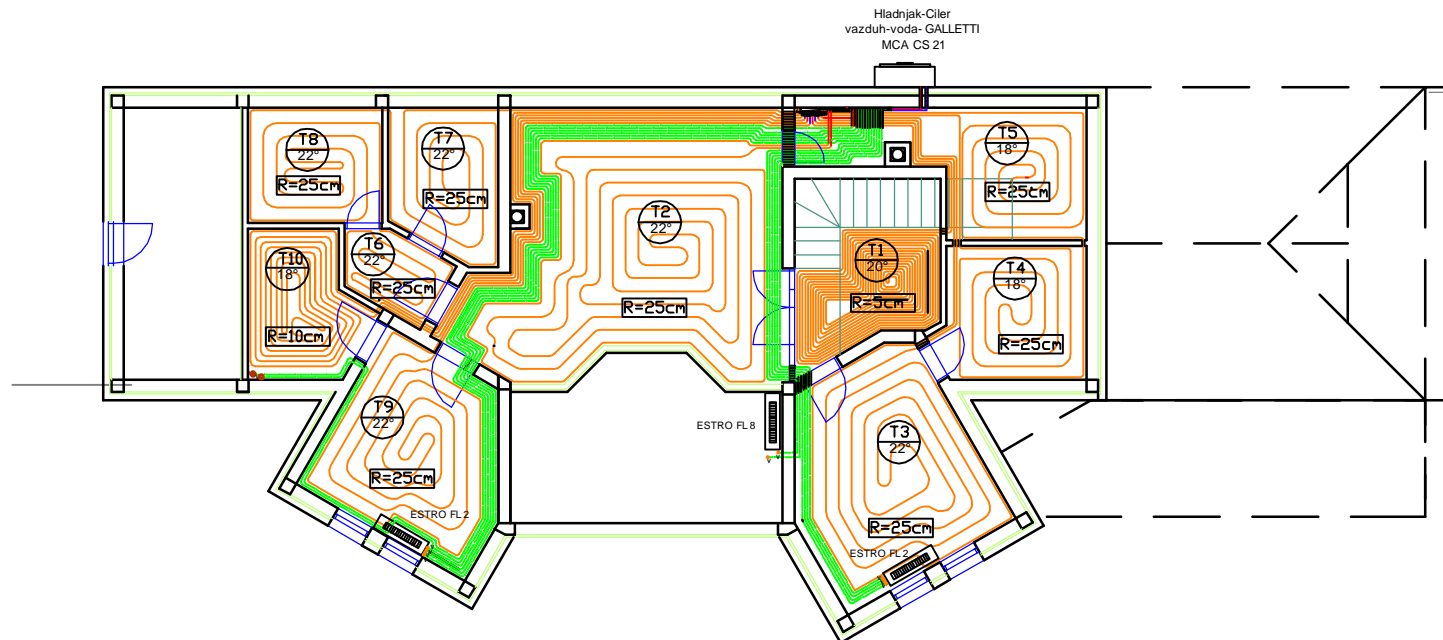 Hladnjak-Ciler
vazduh-voda- GALLETTI
MCA CS 21
T8
22°
R=25cm
T7
22°
R=25cm
T5
18°
R=25cm
T2
22°
R=25cm
T6
22°
R=25cm
T10
18°
R=10cm
T1
20°
R=5cm
T4
18°
R=25cm
T9
22°
R=25cm
ESTRO FL 8
T3
22°
R=25cm
ESTRO FL 2
ESTRO FL 2